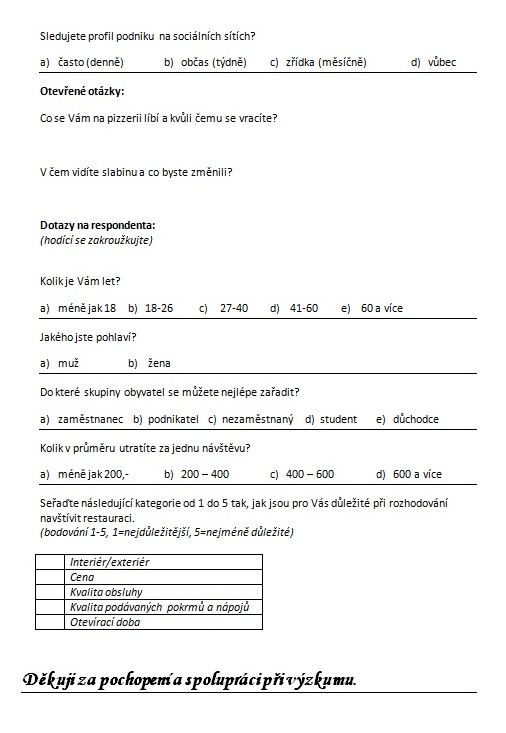 Sledujete profil podniku na sociálních sítích?
a) často (denně) b) občas (týdně) c) zřídka (měsíčně) d) vůbec
Otevřené otázky:
Co se Vám na pizzerii líbí a kvůli čemu se vracíte?
V čem vidíte slabinu a co byste změnili?
Dotazy na respondenta:
(hodící se zakroužkujte)
Kolik je Vám let?
a) méně jak 18 b) 18-26 c) 27-40 d) 41-60 e) 60 a více
Jakého jste pohlaví?
a) muž b) žena
Do které skupiny obyvatel se můžete nejlépe zařadit?
a) zaměstnanec b) podnikatel c) nezaměstnaný d) student e) důchodce
Kolik v průměru utratíte za jednu návštěvu?
a) méně jak 200,- b) 200 – 400 c) 400 – 600 d) 600 a více
Seřaďte následující kategorie od 1 do 5 tak, jak jsou pro Vás důležité při rozhodování
navštívit restauraci.
(bodování 1-5, 1=nejdůležitější, 5=nejméně důležité)
Interiér/exteriér
Cena
Kvalita obsluhy
Kvalita podávaných pokrmů a nápojů
Otevírací doba
Děkuji za pochopení a spolupráci při výzkumu.